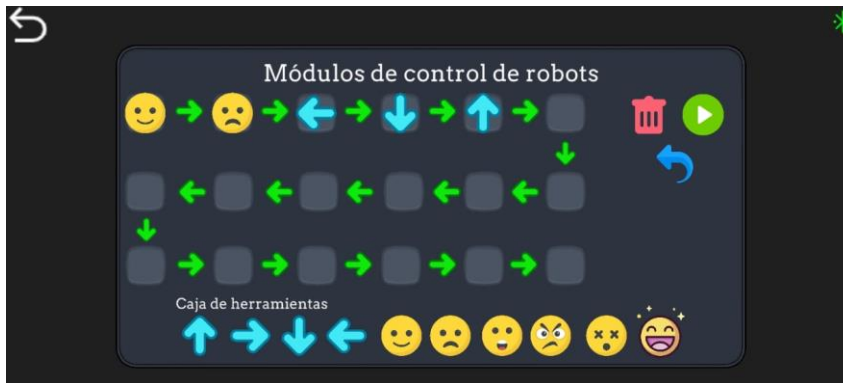 Módulos de control de robots
Caja de herramientas